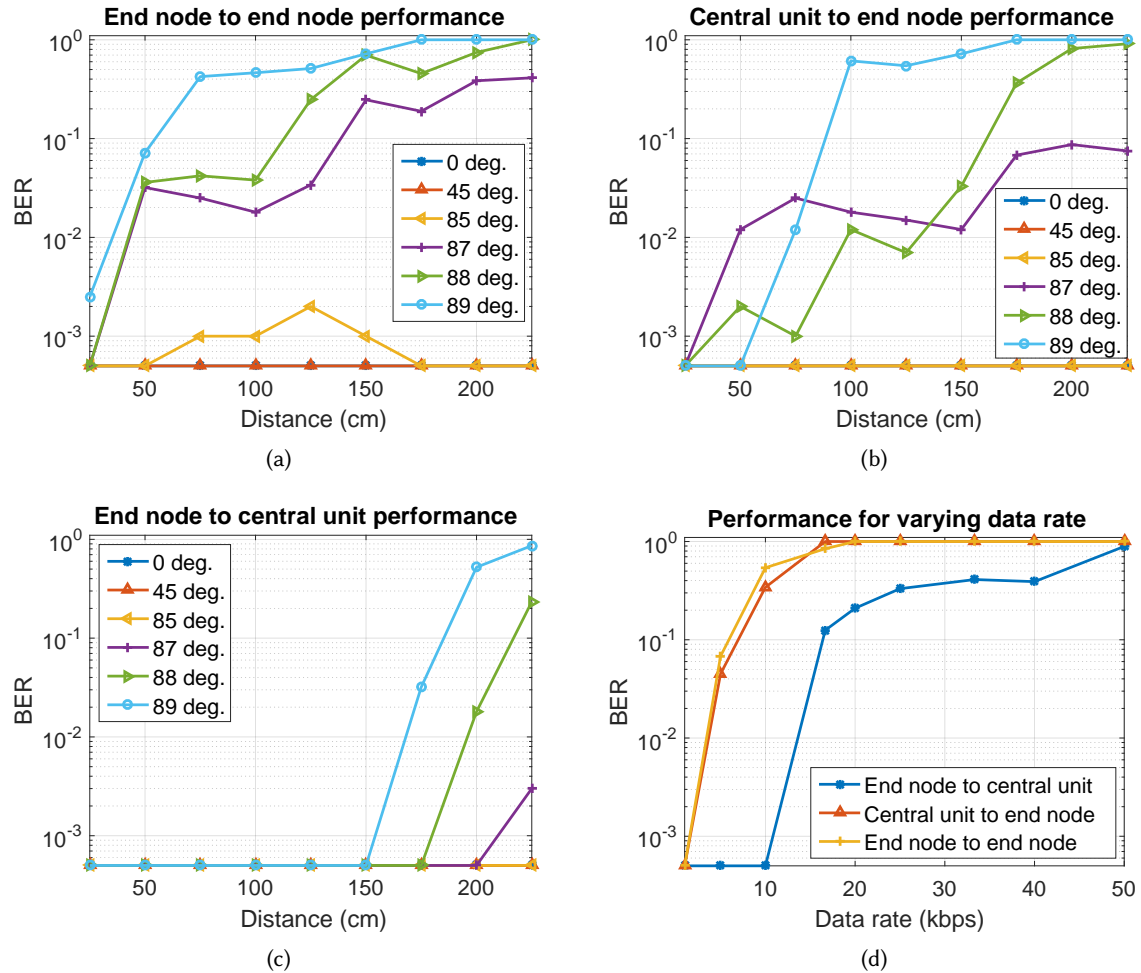 End node to end node performance
10^0
10^-1
10^-2
10^-3
BER
50
100
150
200
Distance (cm)
0 deg.
45 deg.
85 deg.
87 deg.
88 deg.
89 deg.
(a)
Central unit to end node performance
10^0
10^-1
10^-2
10^-3
BER
50
100
150
200
Distance (cm)
0 deg.
45 deg.
85 deg.
87 deg.
88 deg.
89 deg.
(b)
End node to central unit performance
10^0
10^-1
10^-2
10^-3
BER
50
100
150
200
Distance (cm)
0 deg.
45 deg.
85 deg.
87 deg.
88 deg.
89 deg.
(c)
Performance for varying data rate
10^0
10^-1
10^-2
10^-3
BER
10
20
30
40
50
Data rate (kbps)
End node to central unit
Central unit to end node
End node to end node
(d)